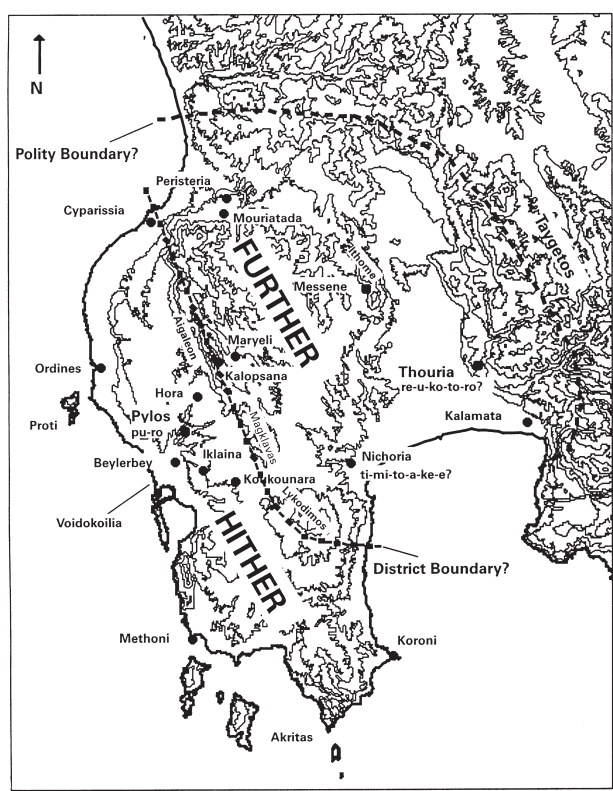 N
Polity Boundary?
Peristeria
Cyparissia
Mouriatada
Taygetos
Ithome
FURTHER
Messene
Aigaleon
Maryeli
Ordines
Kalopsana
Thouria
re-u-ko-to-ro?
Hora
Proti
Pylos
pu-ro
Kalamata
Magklavas
Beylerbey
Iklaina
Nichoria
ti-mi-to-a-ke-e?
Koukounara
Lykodimos
Voidokoilia
HITHER
District Boundary?
Methoni
Koroni
Akritas